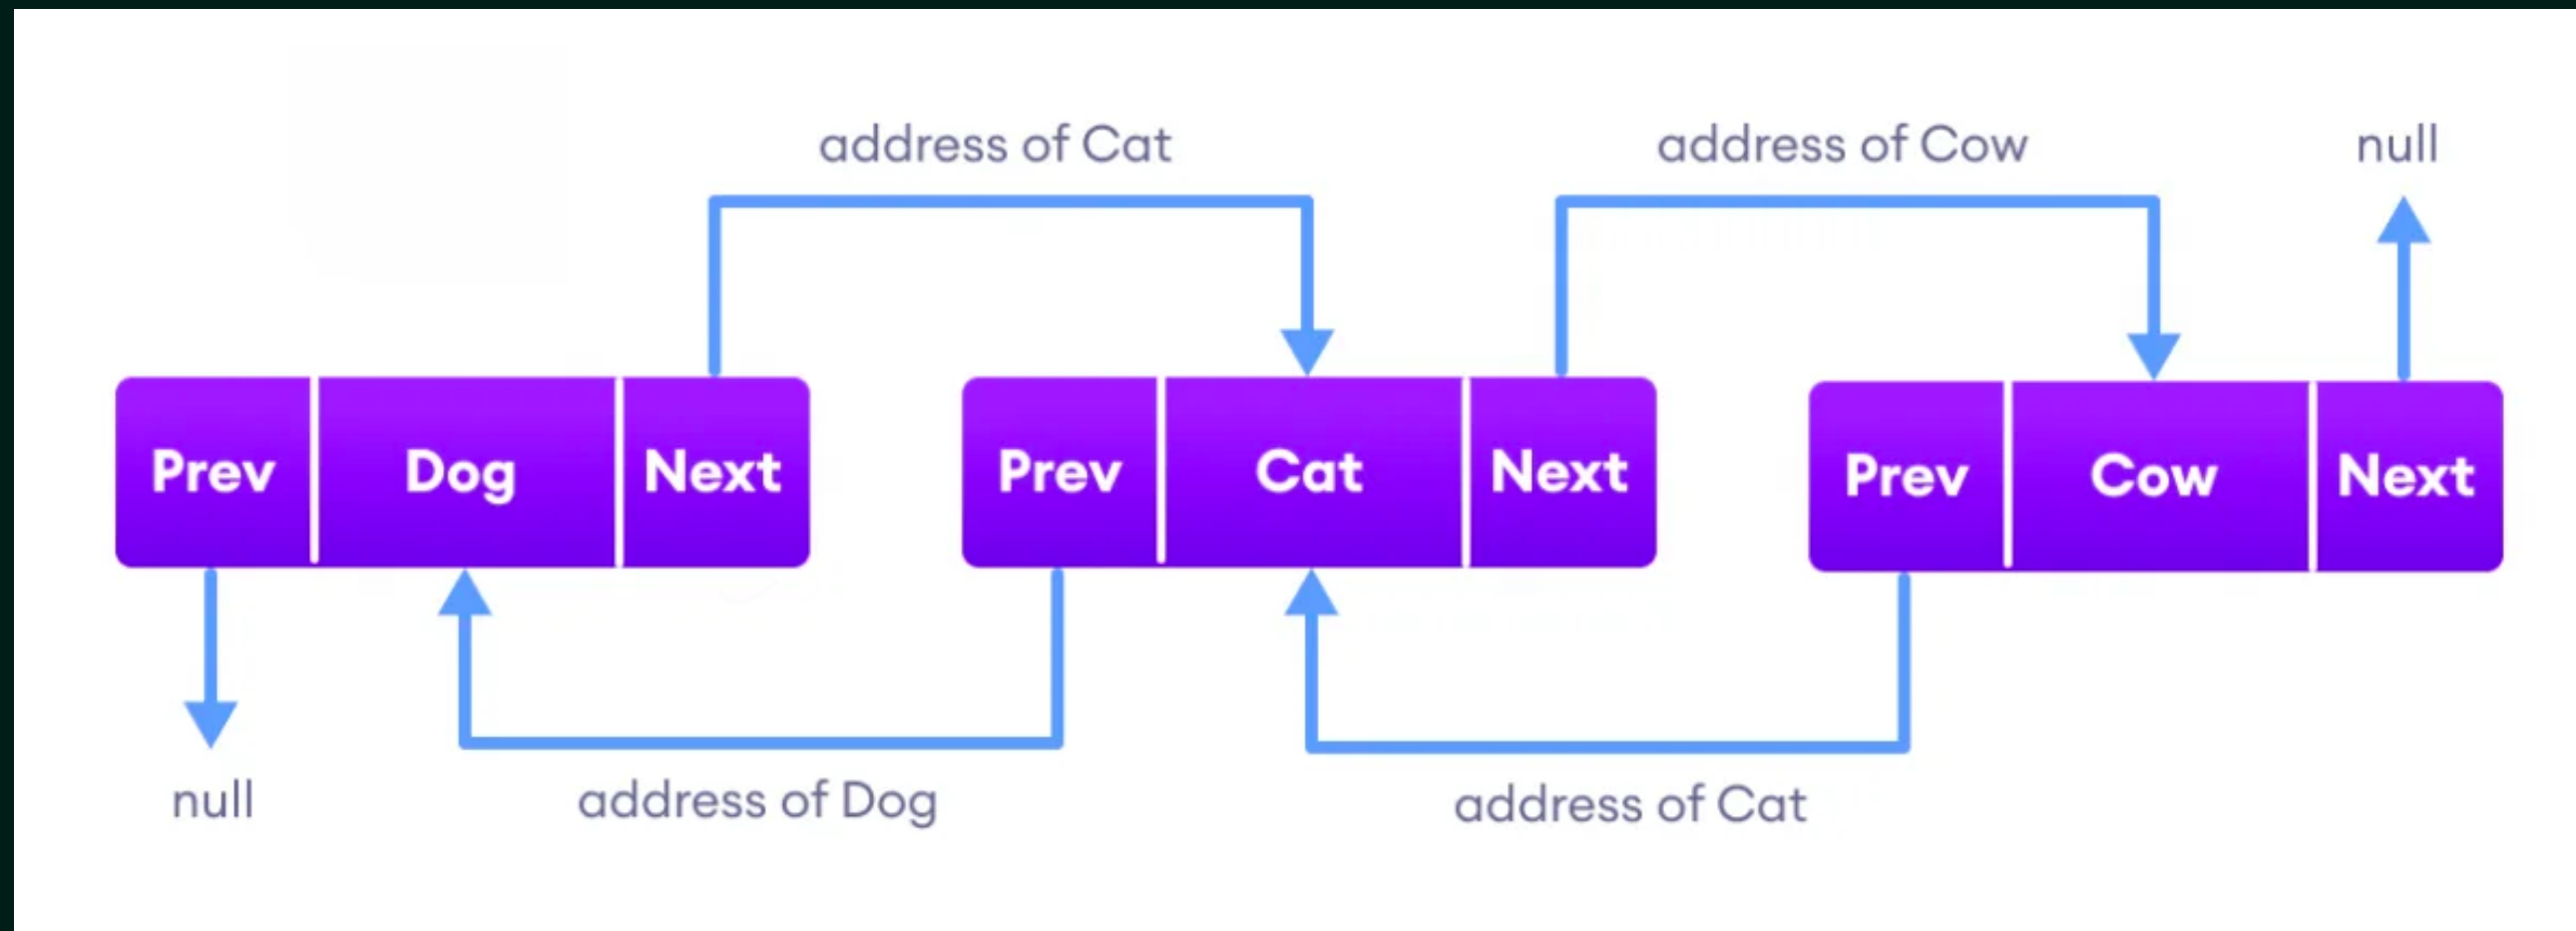 address of Cat
address of Cow
null
Prev Dog Next
Prev Cat Next
Prev Cow Next
null
address of Dog
address of Cat